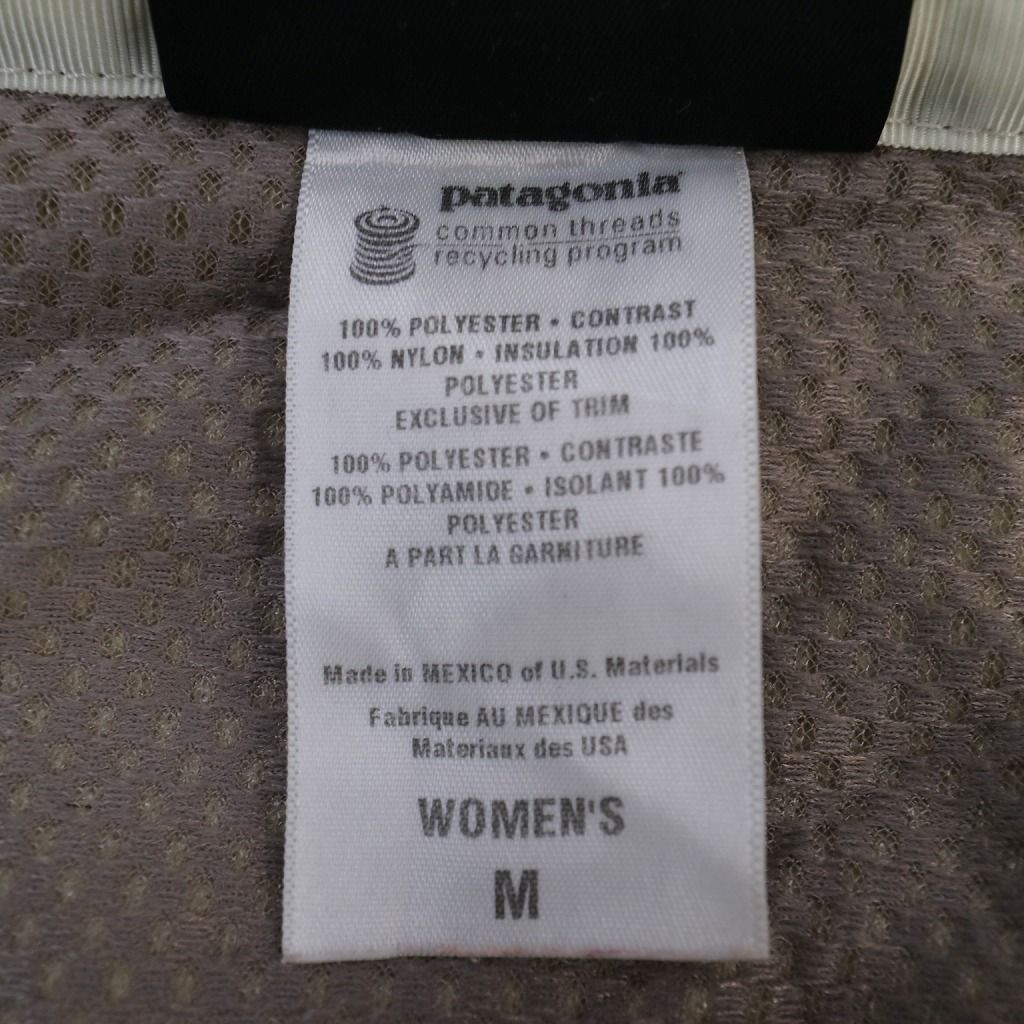 patagonia
common threads
recycling program
100% POLYESTER • CONTRAST
100% NYLON • INSULATION 100%
POLYESTER
EXCLUSIVE OF TRIM
100% POLYESTER • CONTRASTE
100% POLYAMIDE • ISOLANT 100%
POLYESTER
A PART LA GARNITURE
Made in MEXICO of U.S. Materials
Fabrique AU MEXIQUE des
Materiaux des USA
WOMEN'S
M